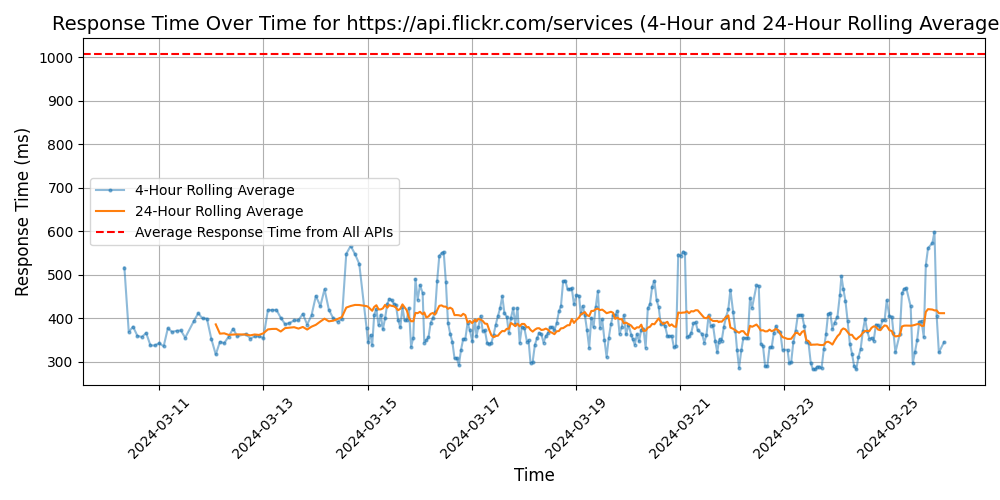 Response Time Over Time for https://api.flickr.com/services (4-Hour and 24-Hour Rolling Average
Response Time (ms)
1000
900
800
700
600
500
400
300
4-Hour Rolling Average
24-Hour Rolling Average
Average Response Time from All APIs
2024-03-11
2024-03-13
2024-03-15
2024-03-17
2024-03-19
2024-03-21
2024-03-23
2024-03-25
Time